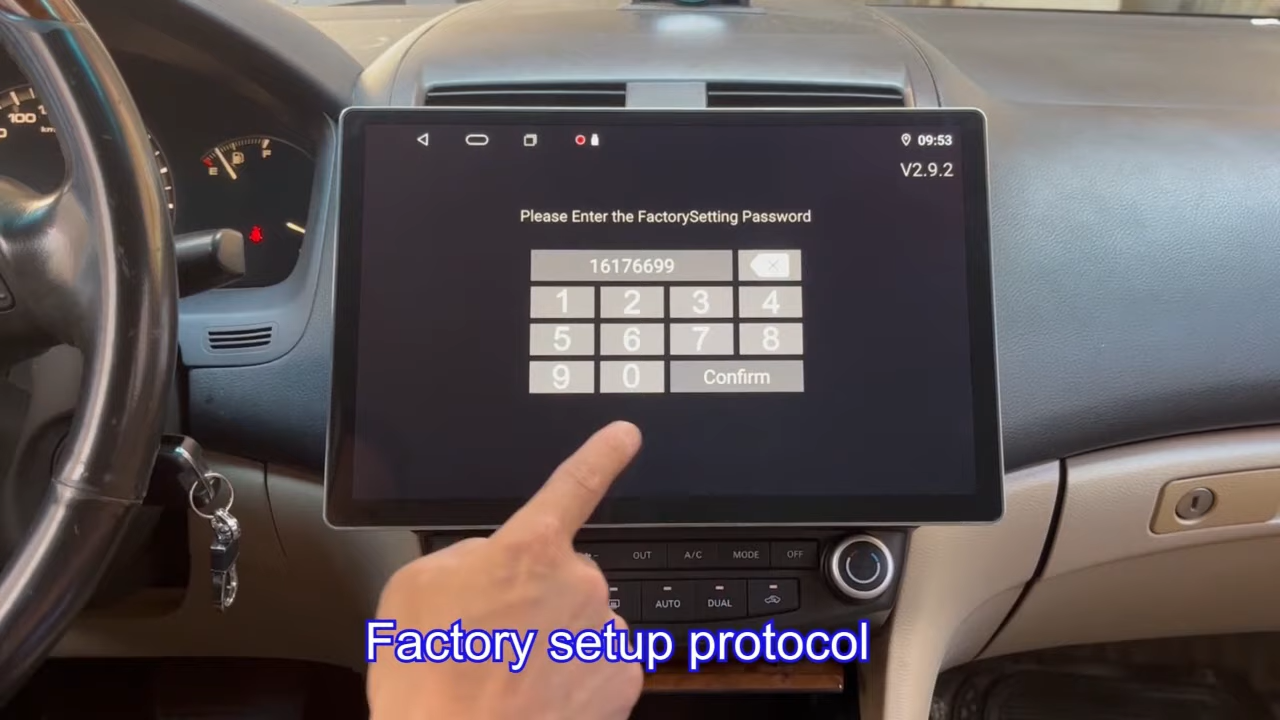 100
E
F
09:53
V2.9.2
Please Enter the FactorySetting Password
16176699
1 2 3 4
5 6 7 8
9 0 Confirm
OUT A/C MODE OFF
AUTO DUAL
Factory setup protocol